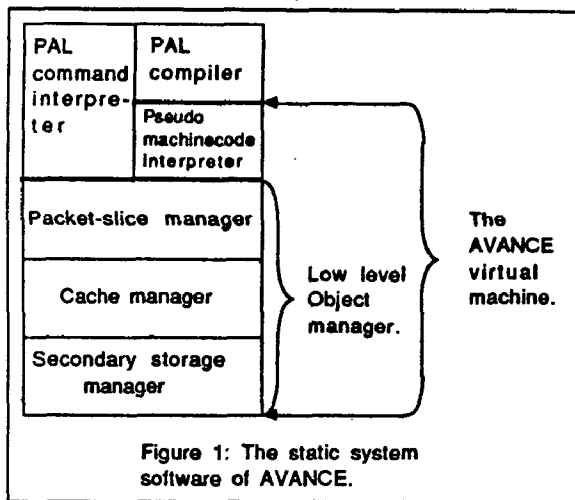 PAL
command
interpre-
ter
PAL
compiler
Pseudo
machinecode
Interpreter
Packet-slice manager
Cache manager
Secondary storage
manager
Low level
Object
manager.
The
AVANCE
virtual
machine.
Figure 1: The static system
software of AVANCE.